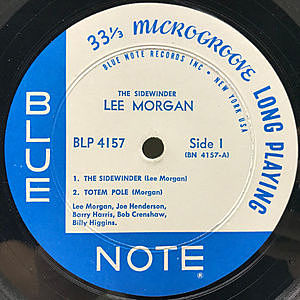 33⅓ MICROGROOVE LONG PLAYING
BLUE NOTE RECORDS INC • NEW YORK USA
THE SIDEWINDER
LEE MORGAN
BLP 4157
Side 1
(BN 4157-A)
1. THE SIDEWINDER (Lee Morgan)
2. TOTEM POLE (Morgan)
Lee Morgan, Joe Henderson,
Barry Harris, Bob Crenshaw,
Billy Higgins.
BLUE
NOTE
®